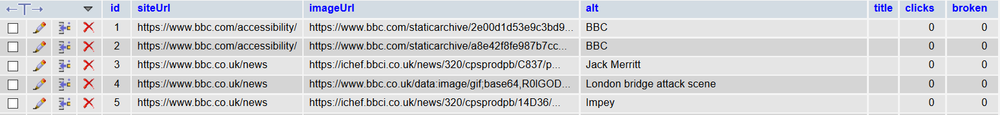 id siteUrl imageUrl alt title clicks broken
1 https://www.bbc.com/accessibility/ https://www.bbc.com/staticarchive/2e00d1d53e9c3bd9... BBC 0 0
2 https://www.bbc.com/accessibility/ https://www.bbc.com/staticarchive/a8e42f8fe987b7cc... BBC 0 0
3 https://www.bbc.co.uk/news https://ichef.bbci.co.uk/news/320/cpsprodpb/C837/p... Jack Merritt 0 0
4 https://www.bbc.co.uk/news https://www.bbc.co.uk/data:image/gif;base64,R0lGOD... London bridge attack scene 0 0
5 https://www.bbc.co.uk/news https://ichef.bbci.co.uk/news/320/cpsprodpb/14D36/... Impey 0 0